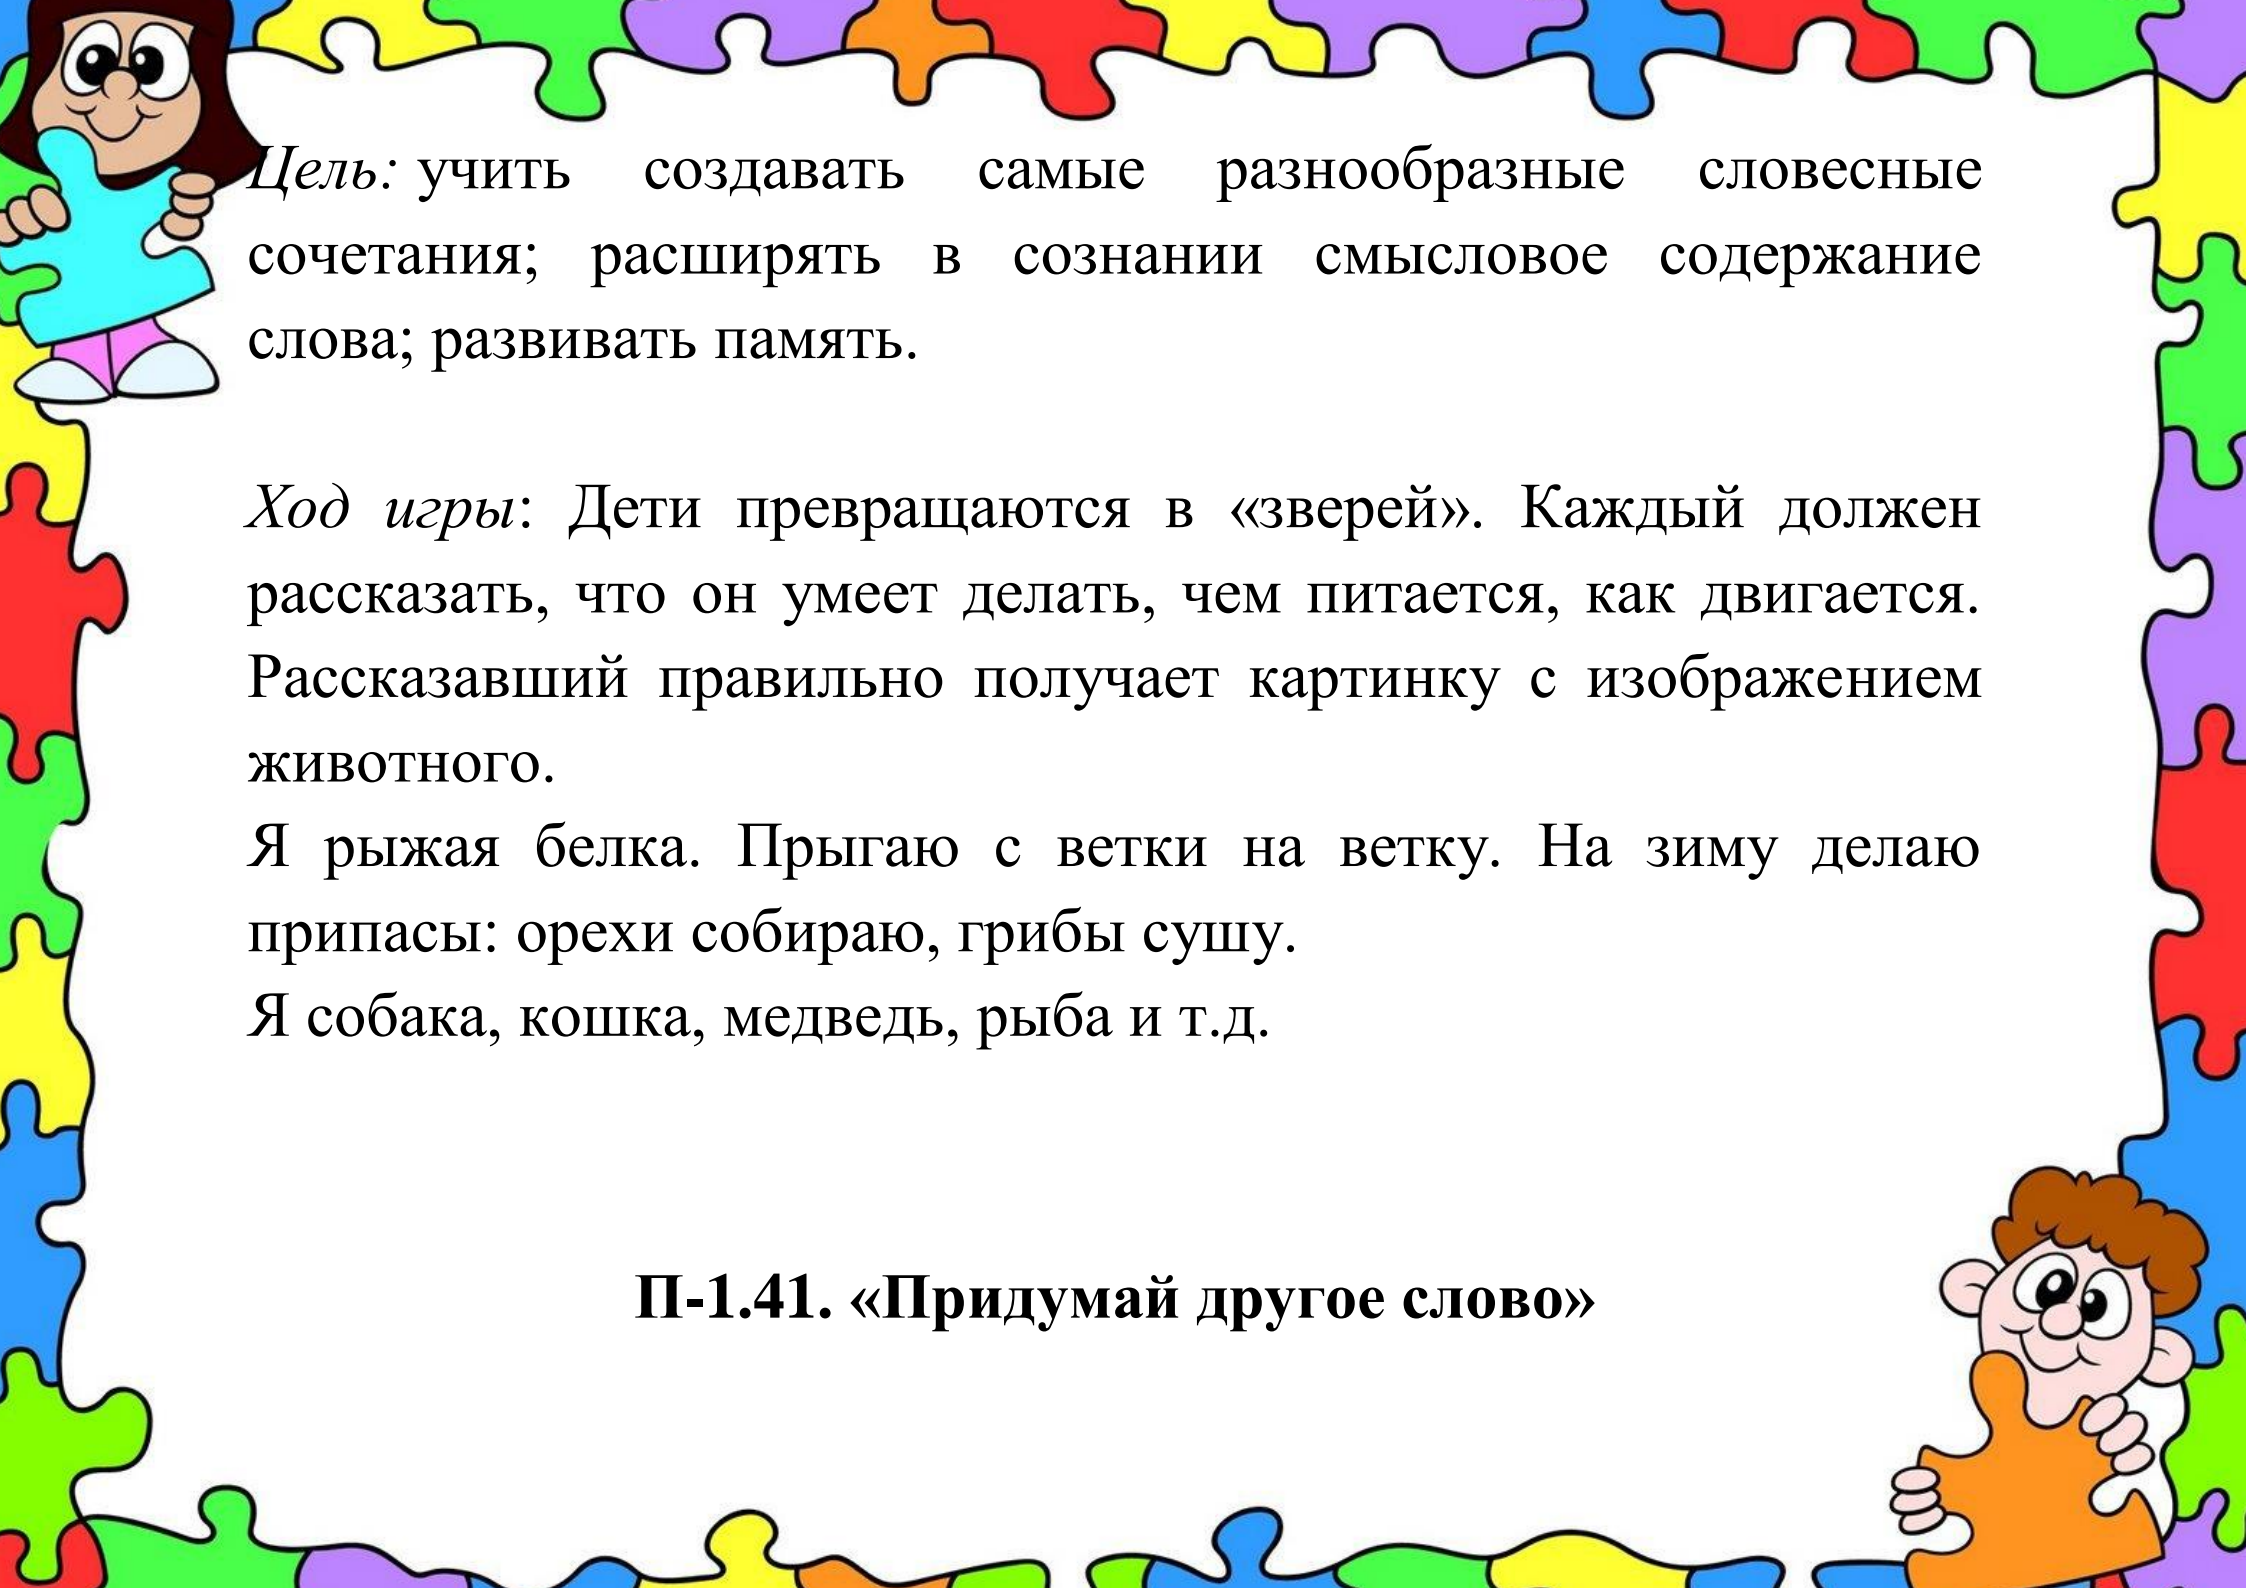 Цель: учить создавать самые разнообразные словесные
сочетания; расширять в сознании смысловое содержание
слова; развивать память.
Ход игры: Дети превращаются в «зверей». Каждый должен
рассказать, что он умеет делать, чем питается, как двигается.
Рассказавший правильно получает картинку с изображением
животного.
Я рыжая белка. Прыгаю с ветки на ветку. На зиму делаю
припасы: орехи собираю, грибы сушу.
Я собака, кошка, медведь, рыба и т.д.
П-1.41. «Придумай другое слово»